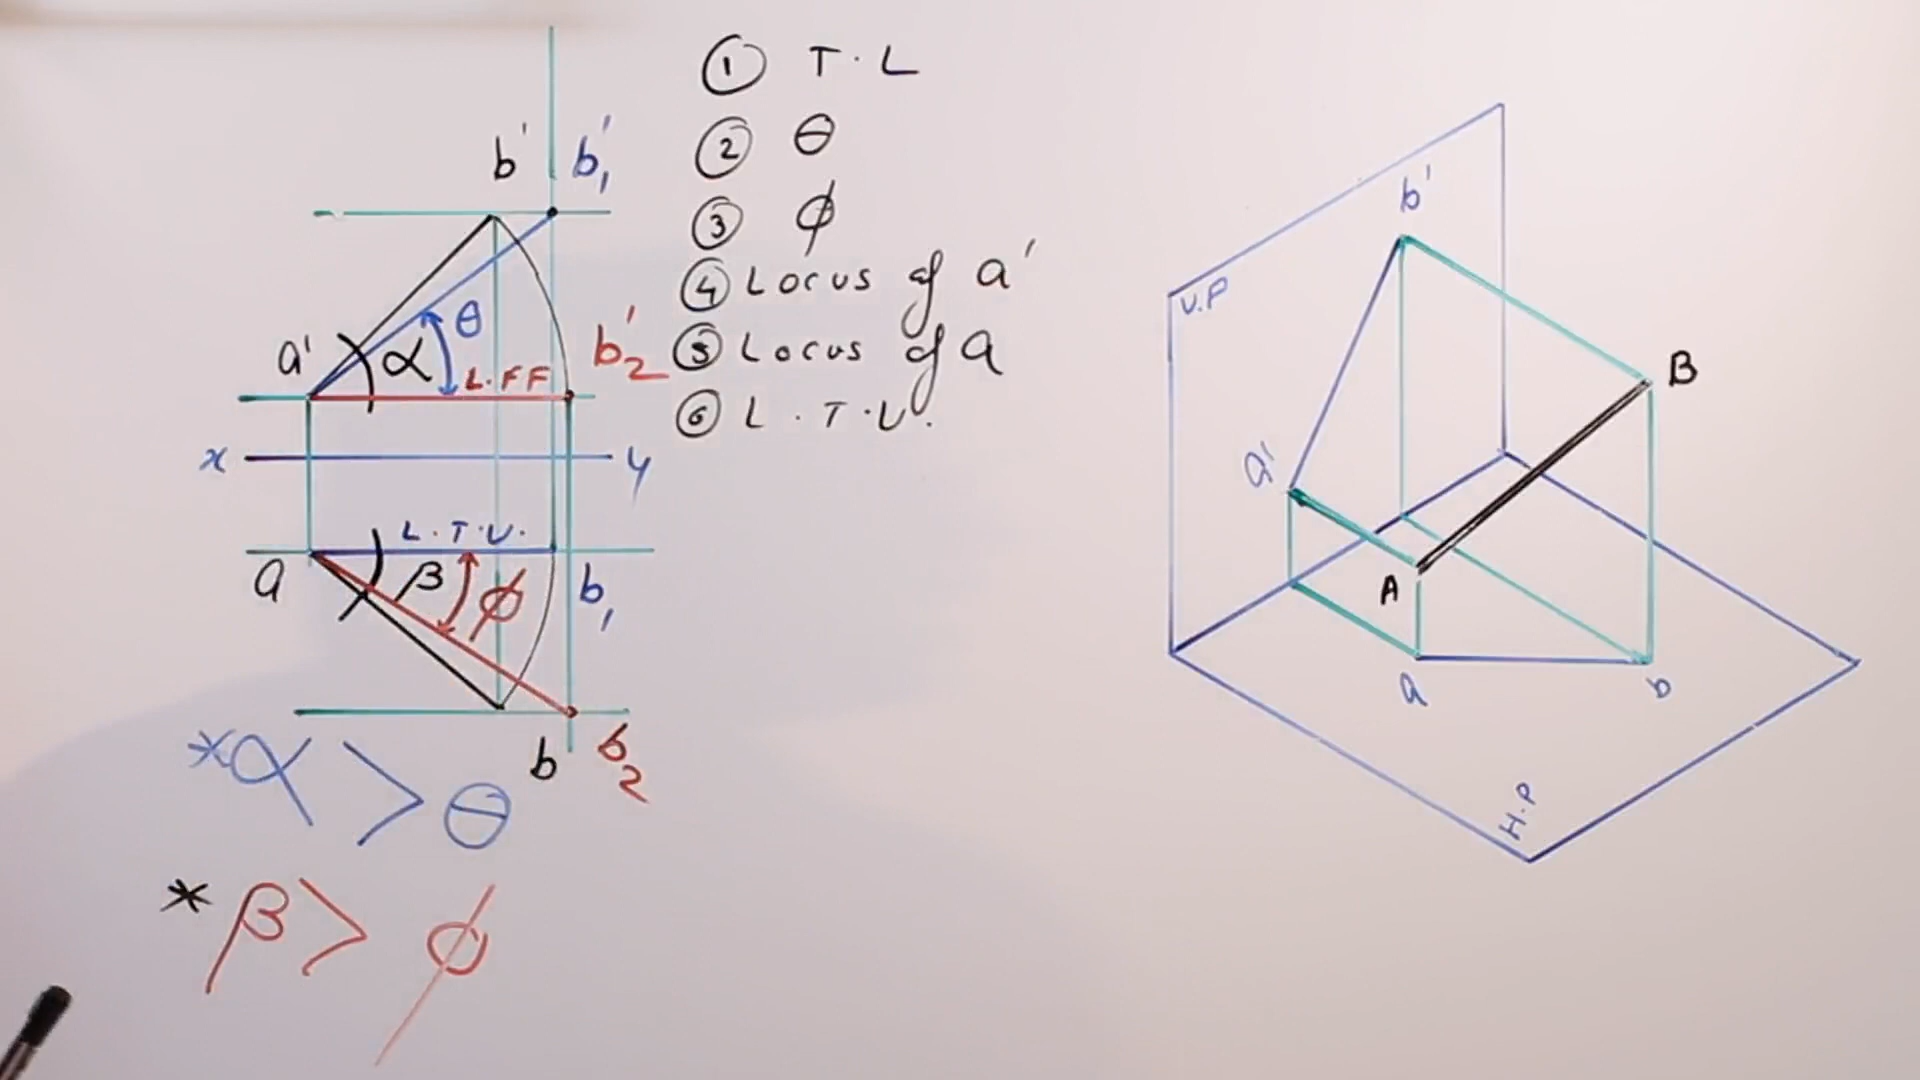 ① T.L
② θ
③ ϕ
④ Locus of a'
⑤ Locus of a
⑥ L.T.V.
b' b'₁
a' α θ
L.FF b'₂
x y
L.T.V.
a β ϕ b₁
b b₂
*α > θ
*β > ϕ
V.P
b'
B
a'
A
a b
H.P